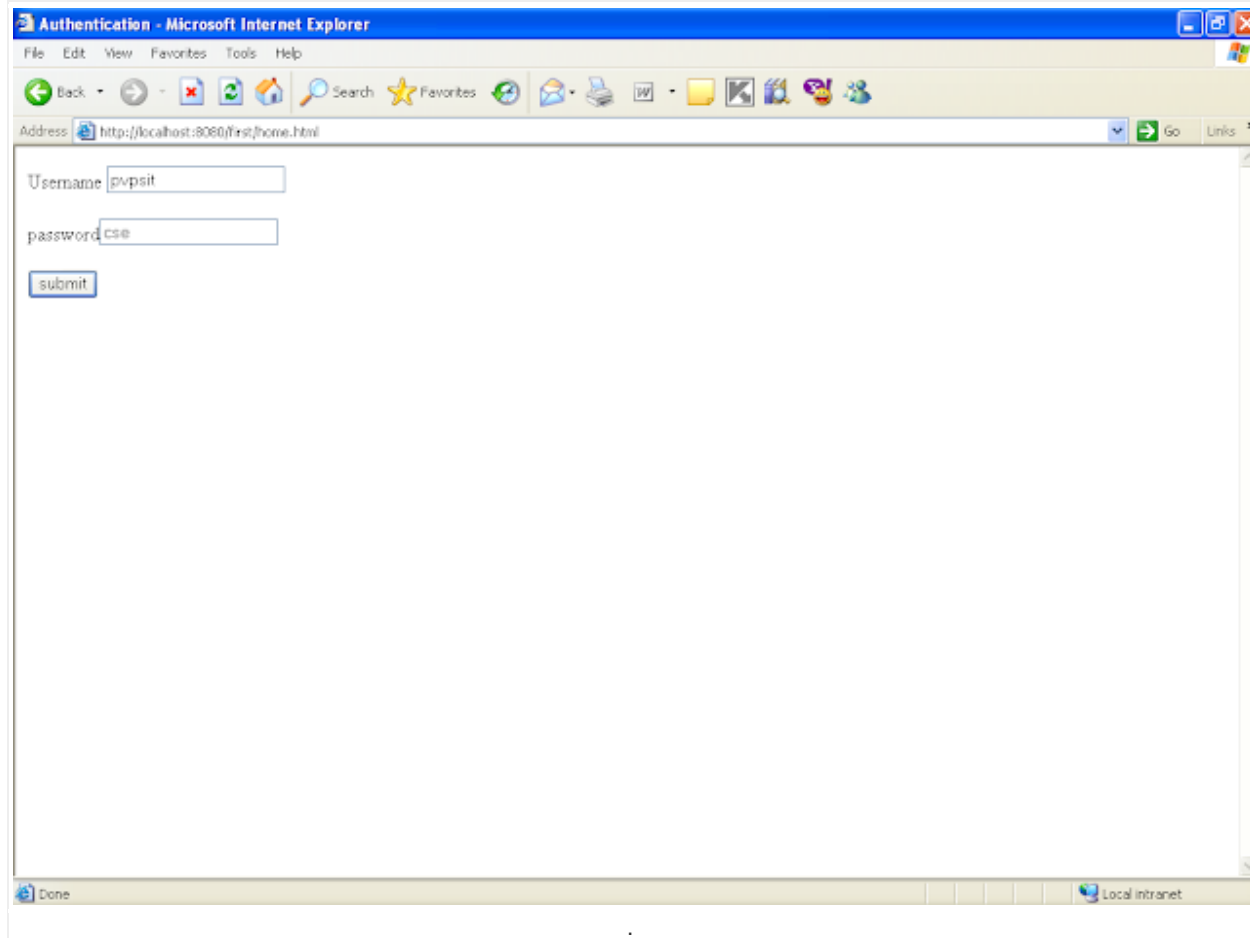 Authentication - Microsoft Internet Explorer
File Edit View Favorites Tools Help
Back Search Favorites
Address http://localhost:8080/first/home.html Go Links
Username pvpsit
password cse
submit
Done Local intranet
.